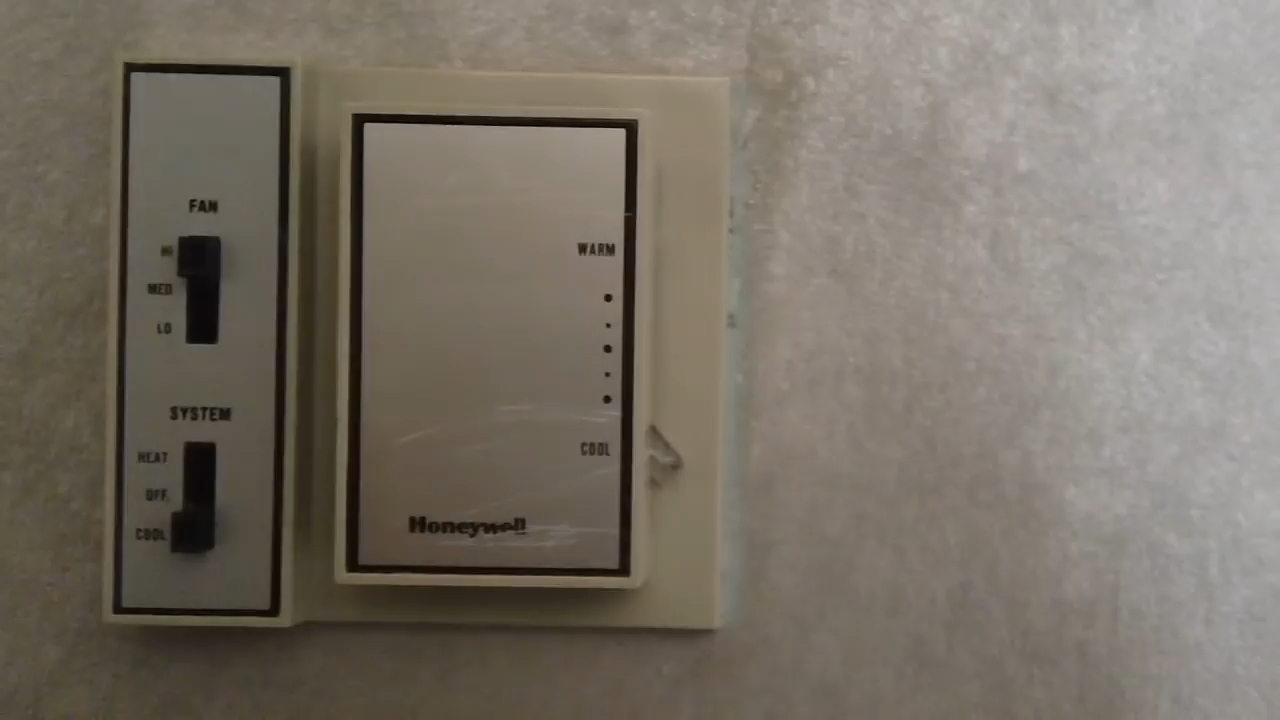 FAN
HI
MED
LO
SYSTEM
HEAT
OFF.
COOL
WARM
COOL
Honeywell